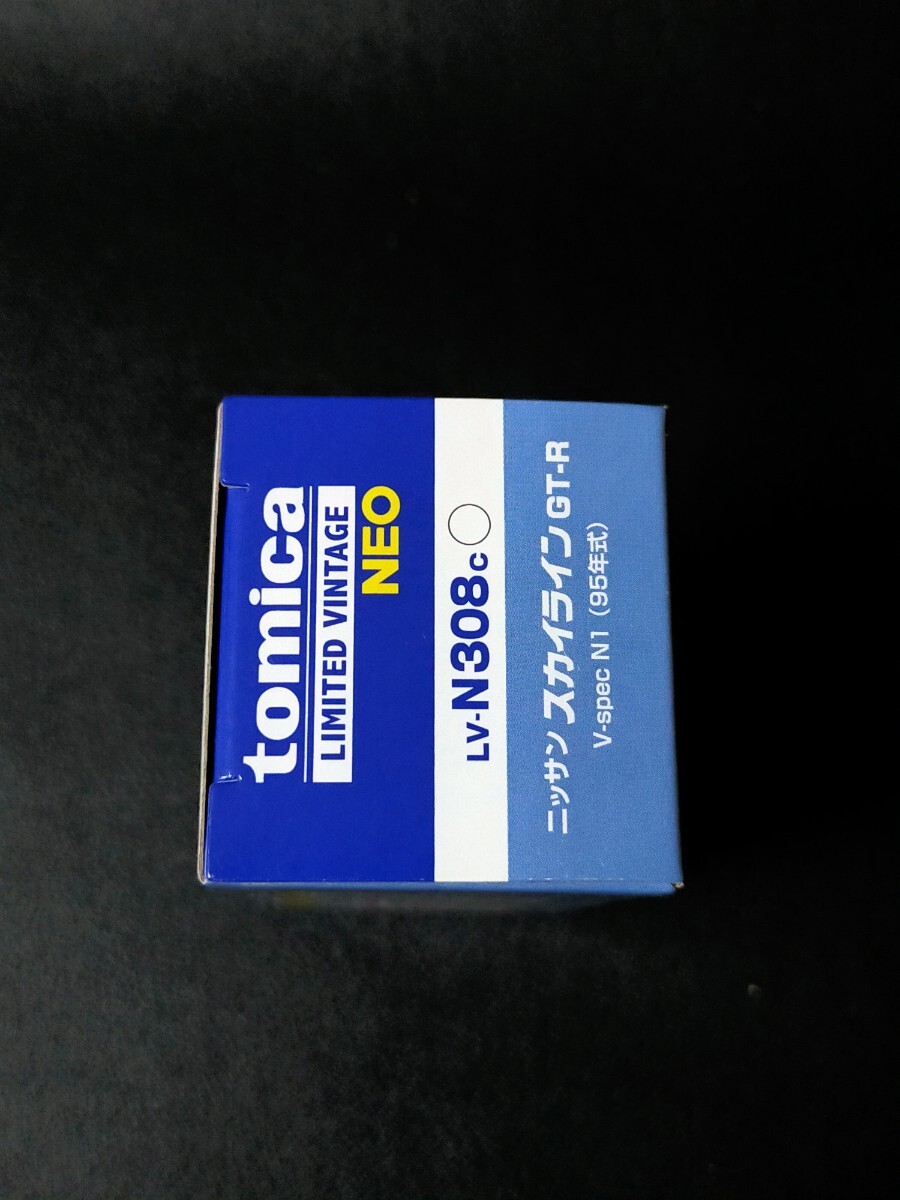 tomica
LIMITED VINTAGE
NEO
LV-N308c
ニッサン スカイライン GT-R
V-spec N1（95年式）